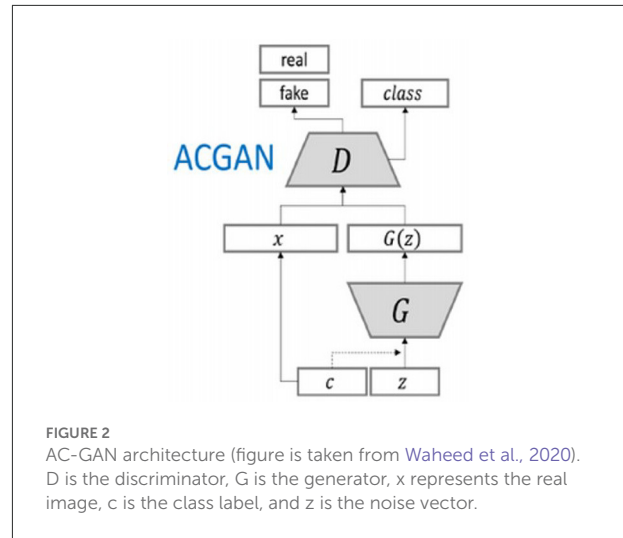 real
fake
class
ACGAN
D
x
G(z)
G
c
z
FIGURE 2
AC-GAN architecture (figure is taken from Waheed et al., 2020).
D is the discriminator, G is the generator, x represents the real
image, c is the class label, and z is the noise vector.